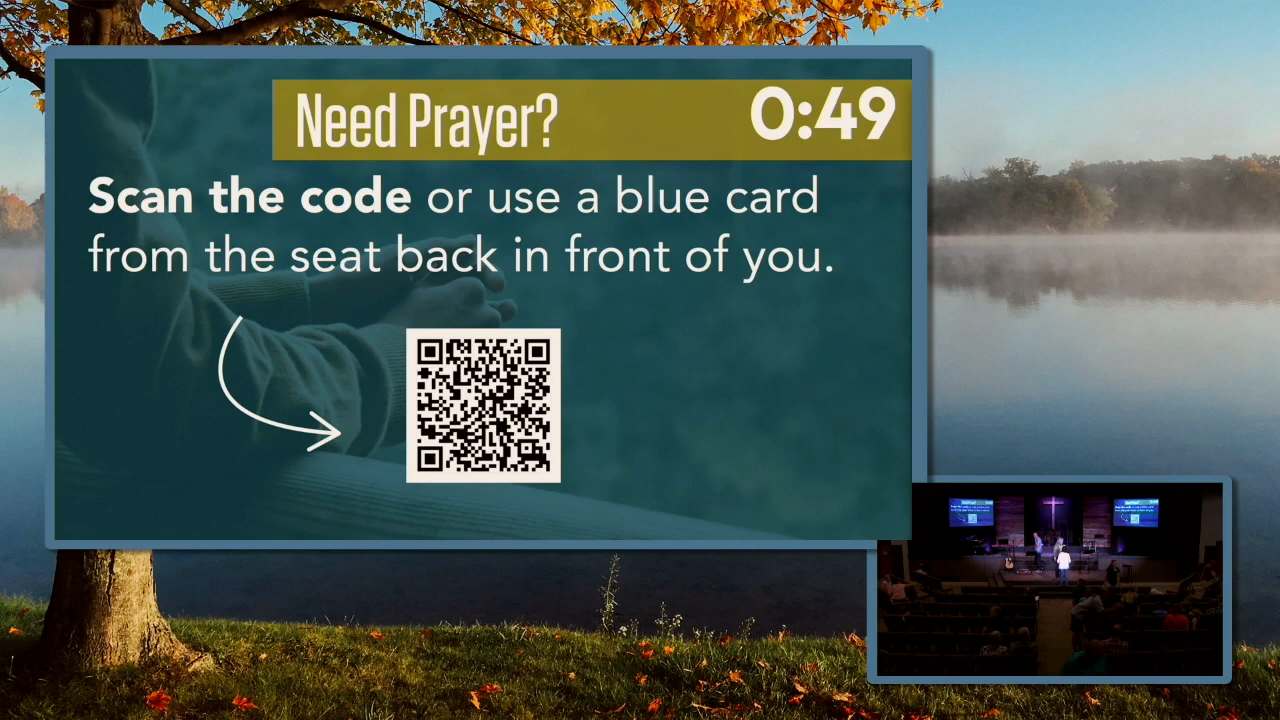 Need Prayer?
0:49
Scan the code or use a blue card
from the seat back in front of you.